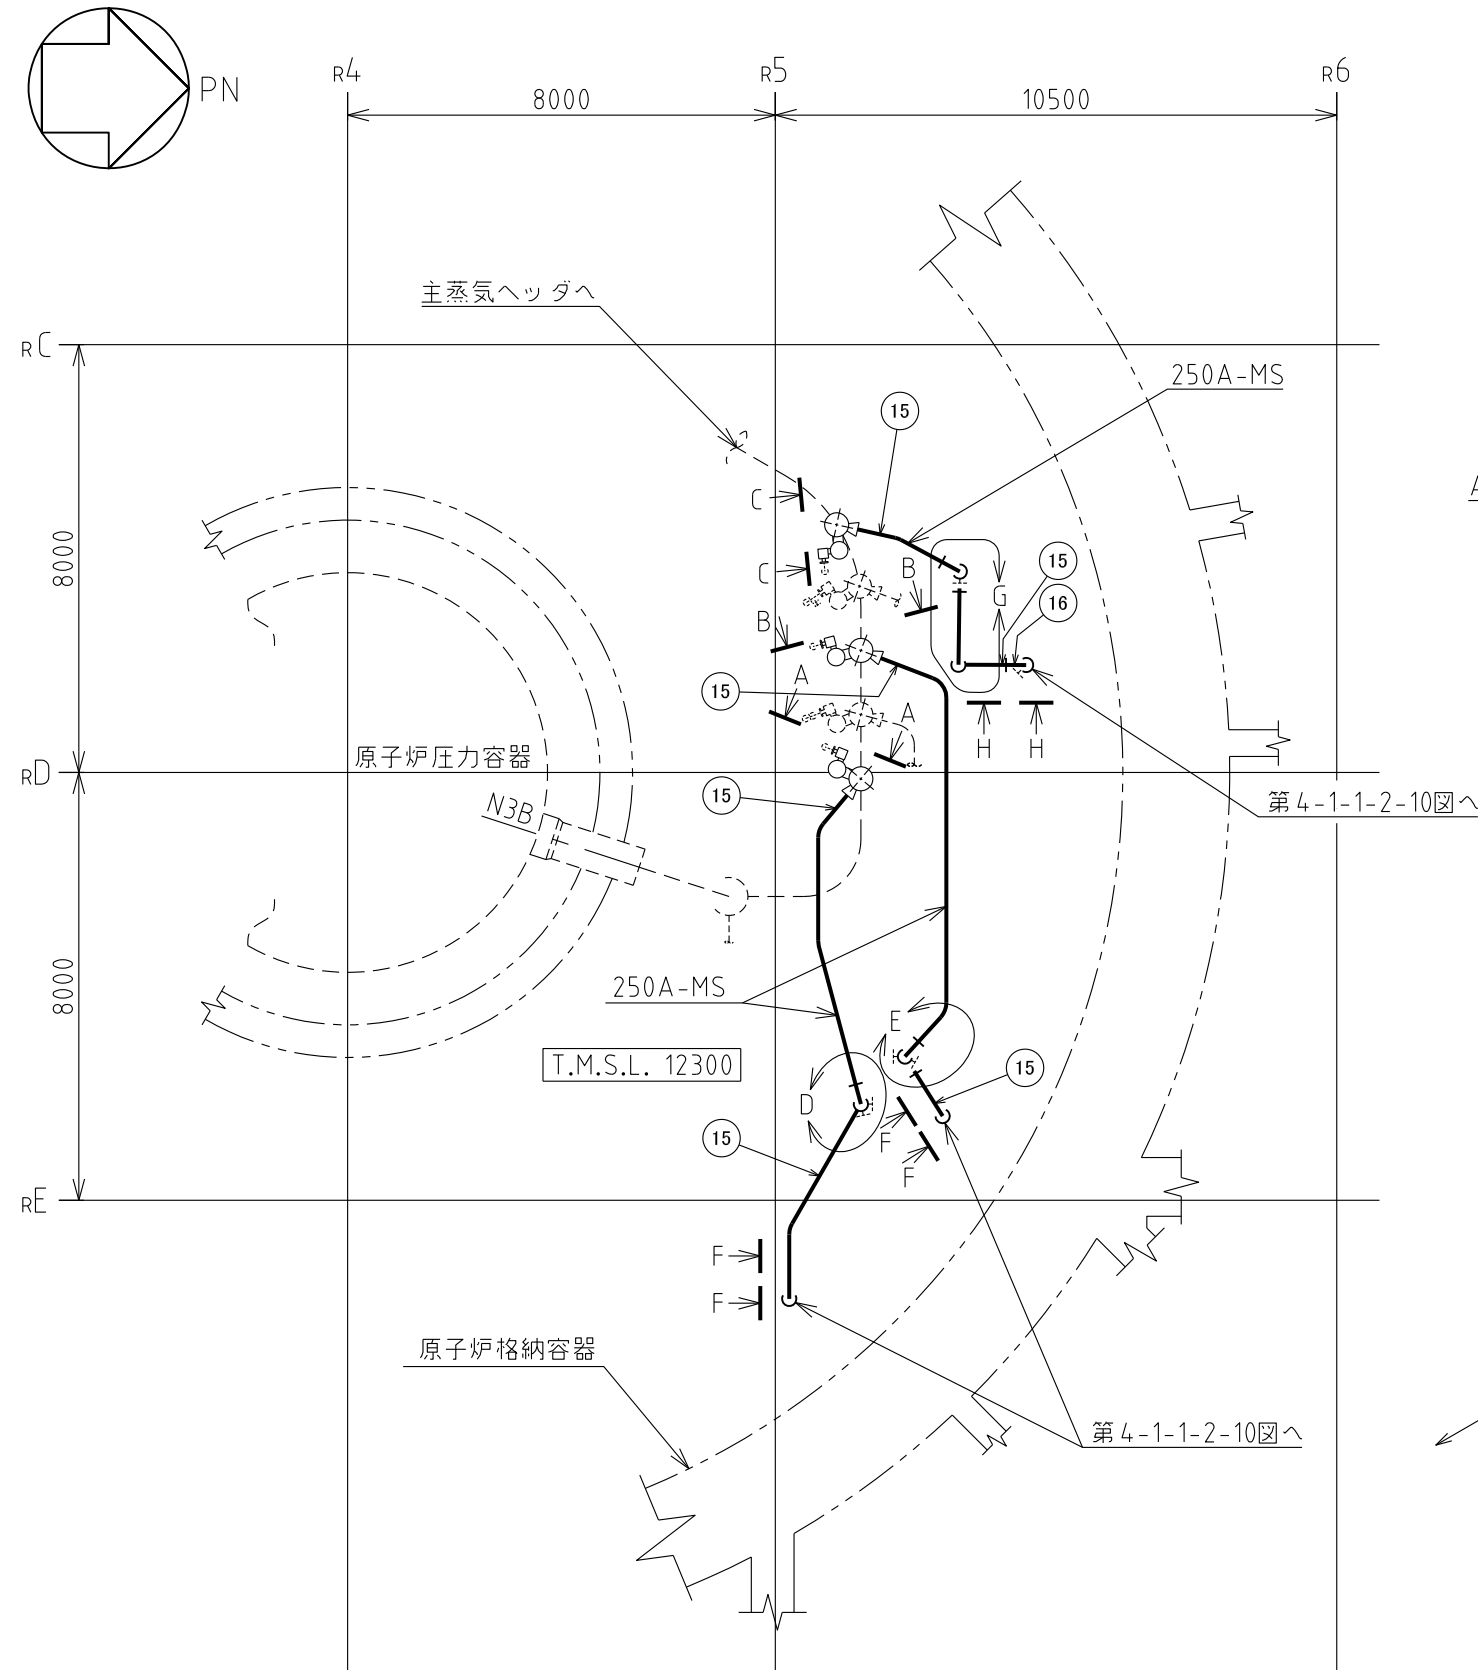 PN
R4
R5
R6
8000
10500
主蒸気ヘッダへ
RC
250A-MS
15
C
C
B
15
G
16
8000
B
A
15
A
H
H
原子炉圧力容器
RD
15
第4-1-1-2-10図へ
N3B
8000
250A-MS
E
T.M.S.L. 12300
15
D
F
15
F
RE
F
F
原子炉格納容器
第4-1-1-2-10図へ